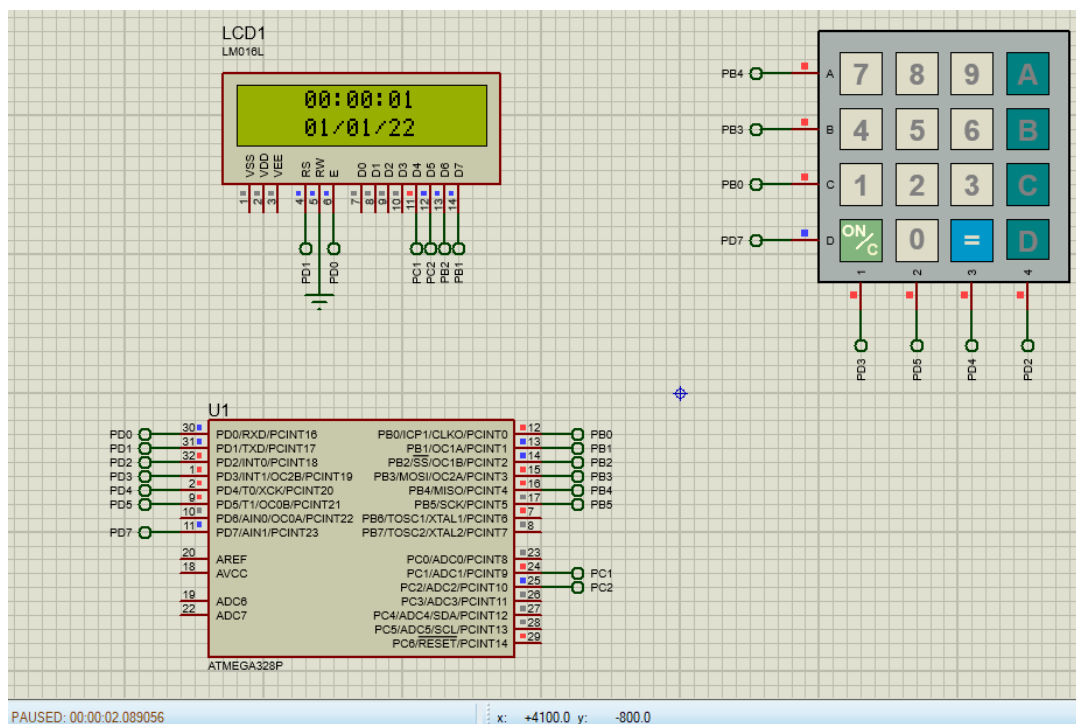 LCD1
LM016L
00:00:01
01/01/22
VSS VDD VEE RS RW E D0 D1 D2 D3 D4 D5 D6 D7
1 2 3 4 5 6 7 8 9 10 11 12 13 14
PD1 PD0 PC1 PC2 PB2 PB1
PB4 A 7 8 9 A
PB3 B 4 5 6 B
PB0 C 1 2 3 C
PD7 D ON/C 0 = D
1 2 3 4
PD3 PD5 PD4 PD2
U1
PD0 30 PD0/RXD/PCINT16 PB0/ICP1/CLKO/PCINT0 12 PB0
PD1 31 PD1/TXD/PCINT17 PB1/OC1A/PCINT1 13 PB1
PD2 32 PD2/INT0/PCINT18 PB2/SS/OC1B/PCINT2 14 PB2
PD3 1 PD3/INT1/OC2B/PCINT19 PB3/MOSI/OC2A/PCINT3 15 PB3
PD4 2 PD4/T0/XCK/PCINT20 PB4/MISO/PCINT4 16 PB4
PD5 9 PD5/T1/OC0B/PCINT21 PB5/SCK/PCINT5 17 PB5
10 PD6/AIN0/OC0A/PCINT22 PB6/TOSC1/XTAL1/PCINT6 7
PD7 11 PD7/AIN1/PCINT23 PB7/TOSC2/XTAL2/PCINT7 8
20 AREF PC0/ADC0/PCINT8 23
18 AVCC PC1/ADC1/PCINT9 24 PC1
PC2/ADC2/PCINT10 25 PC2
19 ADC6 PC3/ADC3/PCINT11 26
22 ADC7 PC4/ADC4/SDA/PCINT12 27
PC5/ADC5/SCL/PCINT13 28
PC6/RESET/PCINT14 29
ATMEGA328P
PAUSED: 00:00:02.089056 x: +4100.0 y: -800.0